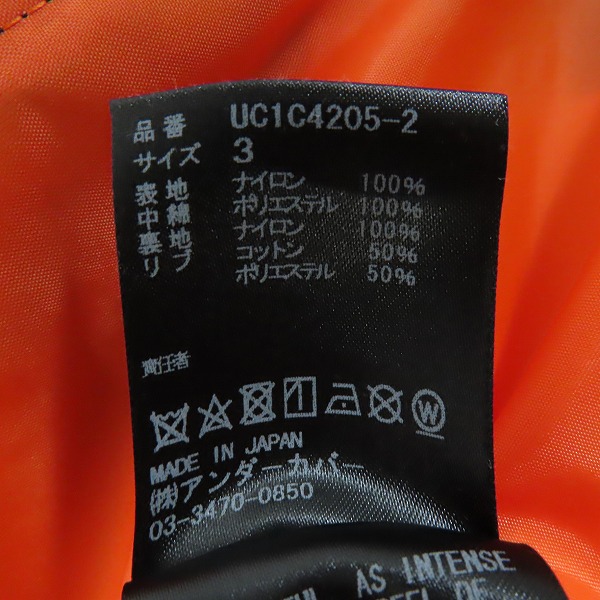 品番 UC1C4205-2
サイズ 3
表地 ナイロン 100%
中綿 ポリエステル 100%
裏地 ナイロン 100%
リブ コットン 50%
ポリエステル 50%
責任者
W
MADE IN JAPAN
(株)アンダーカバー
03-3470-0850
AS INTENSE
OF